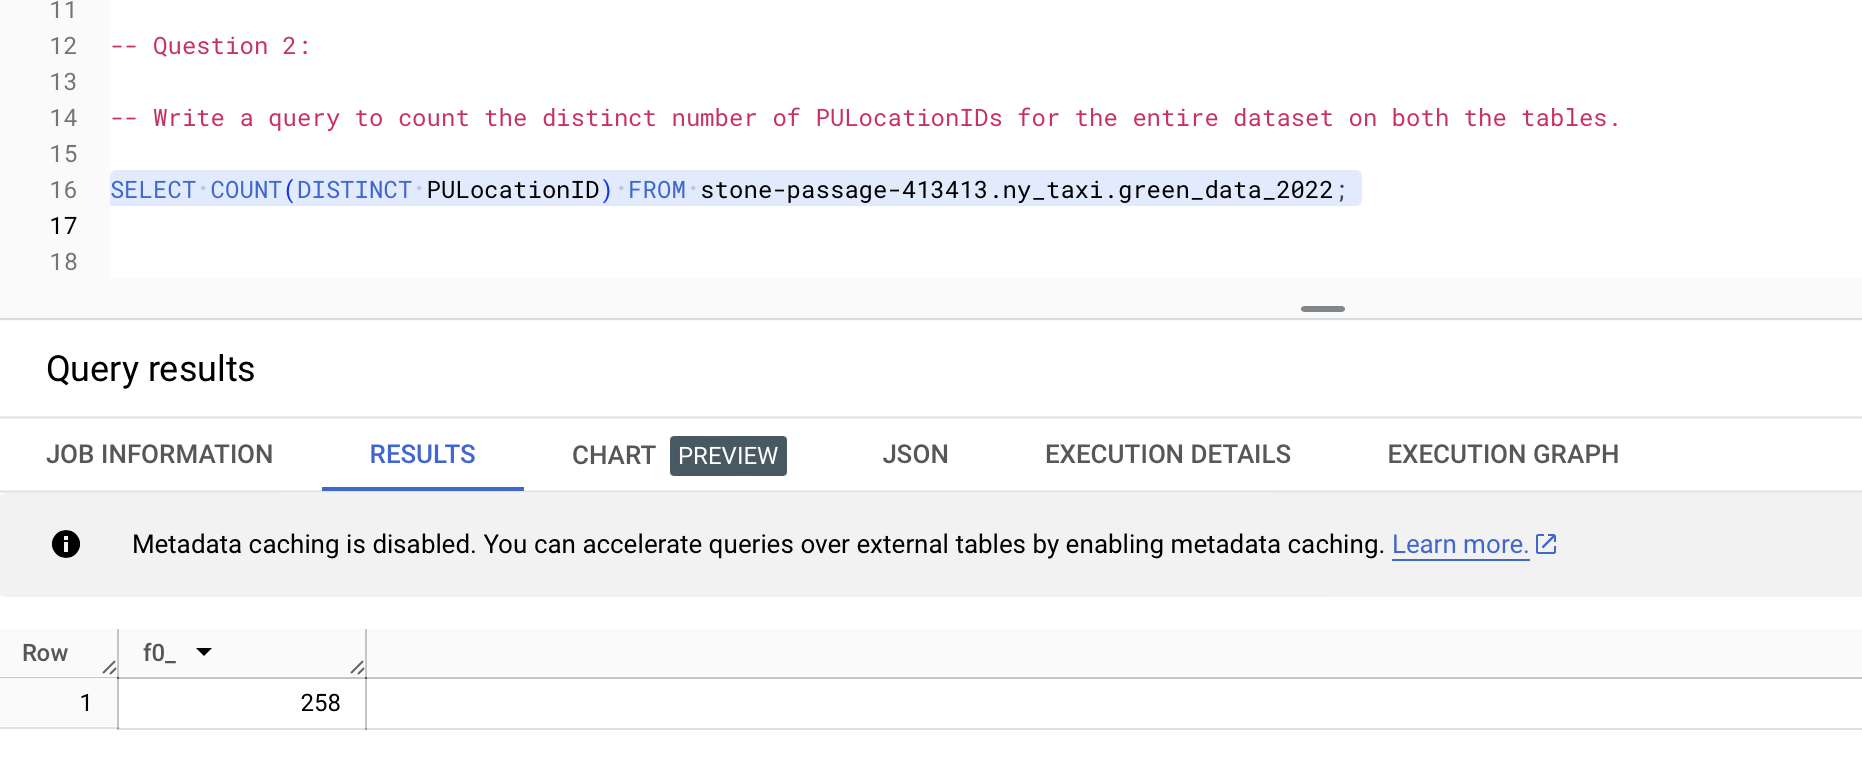 11
12 -- Question 2:
13
14 -- Write a query to count the distinct number of PULocationIDs for the entire dataset on both the tables.
15
16 SELECT COUNT(DISTINCT PULocationID) FROM stone-passage-413413.ny_taxi.green_data_2022;
17
18
Query results
JOB INFORMATION RESULTS CHART PREVIEW JSON EXECUTION DETAILS EXECUTION GRAPH
Metadata caching is disabled. You can accelerate queries over external tables by enabling metadata caching. Learn more.
Row f0_
1 258